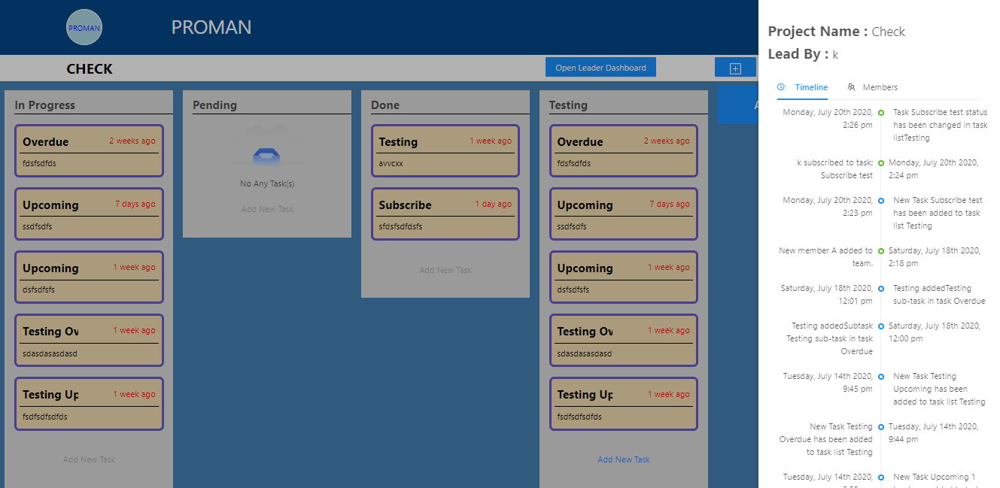 PROMAN
PROMAN
CHECK
Open Leader Dashboard
In Progress
Overdue
2 weeks ago
fdsfsdfds
Upcoming
7 days ago
ssdfsdfs
Upcoming
1 week ago
dsfsdfsfs
Testing Ov
1 week ago
sdasdasasdasd
Testing Up
1 week ago
fsdfsdfsdfds
Add New Task
Pending
No Any Task(s)
Add New Task
Done
Testing
1 week ago
avvcxx
Subscribe
1 day ago
sfdsfsdfdsfs
Add New Task
Testing
Overdue
2 weeks ago
fdsfsdfds
Upcoming
7 days ago
ssdfsdfs
Upcoming
1 week ago
dsfsdfsfs
Testing Ov
1 week ago
sdasdasasdasd
Testing Up
1 week ago
fsdfsdfsdfds
Add New Task
Project Name : Check
Lead By : k
Timeline
Members
Monday, July 20th 2020,
2:26 pm
Task Subscribe test status
has been changed in task
listTesting
k subscribed to task:
Subscribe test
Monday, July 20th 2020,
2:24 pm
Monday, July 20th 2020,
2:23 pm
New Task Subscribe test
has been added to task
list Testing
New member A added to
team.
Saturday, July 18th 2020,
2:18 pm
Saturday, July 18th 2020,
12:01 pm
Testing addedTesting
sub-task in task Overdue
Testing addedSubtask
Testing sub-task in task
Overdue
Saturday, July 18th 2020,
12:00 pm
Tuesday, July 14th 2020,
9:45 pm
New Task Testing
Upcoming has been
added to task list Testing
New Task Testing
Overdue has been added
to task list Testing
Tuesday, July 14th 2020,
9:44 pm
Tuesday, July 14th 2020,
New Task Upcoming 1